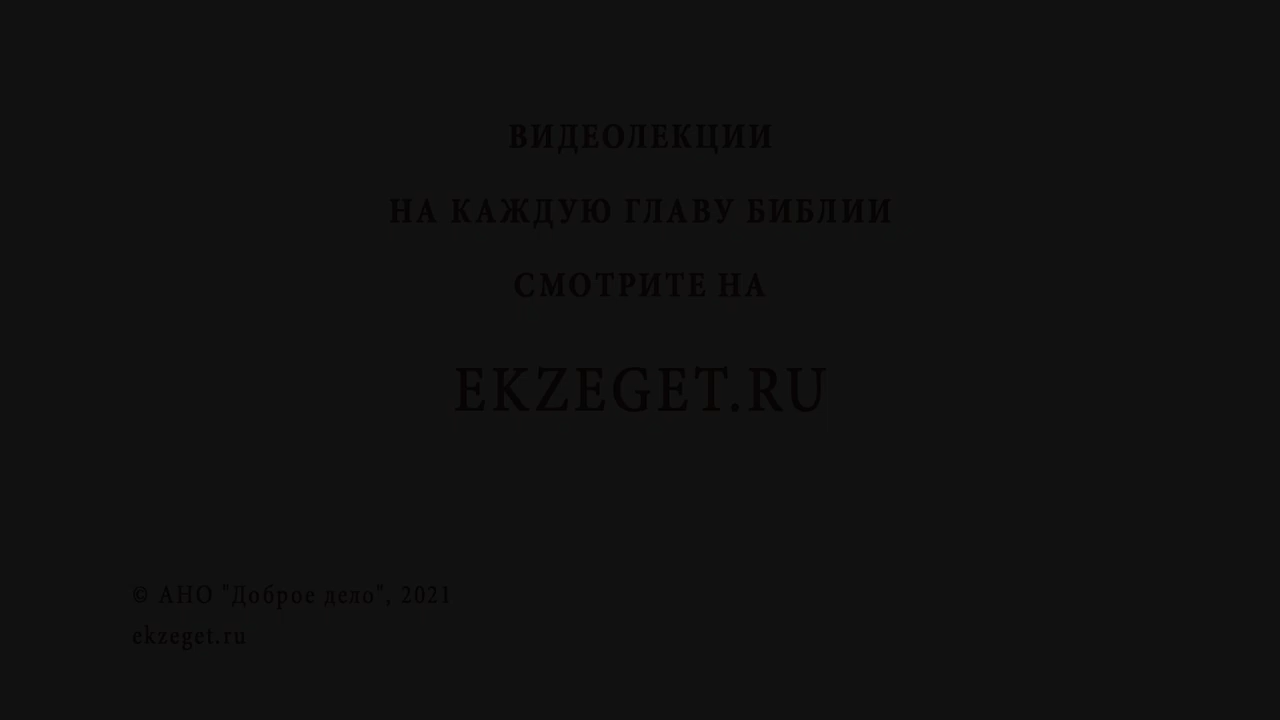 ВИДЕОЛЕКЦИИ
НА КАЖДУЮ ГЛАВУ БИБЛИИ
СМОТРИТЕ НА
EKZEGET.RU
© АНО "Доброе дело", 2021
ekzeget.ru